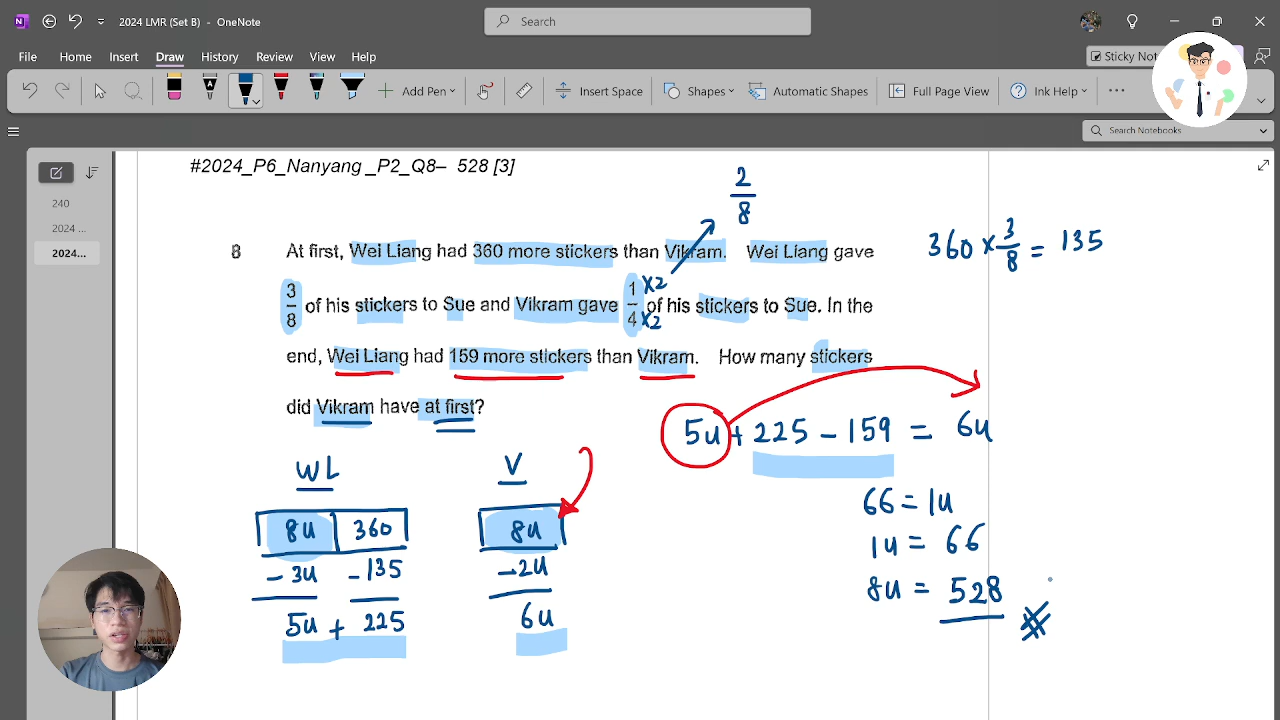 2024 LMR (Set B) - OneNote
Search
File Home Insert Draw History Review View Help
Sticky No
Add Pen Insert Space Shapes Automatic Shapes Full Page View Ink Help
Search Notebooks
240
2024 ...
2024...
#2024_P6_Nanyang _P2_Q8– 528 [3]
2
8
8 At first, Wei Liang had 360 more stickers than Vikram. Wei Liang gave
3/8 of his stickers to Sue and Vikram gave 1/4 of his stickers to Sue. In the
×2
×2
end, Wei Liang had 159 more stickers than Vikram. How many stickers
did Vikram have at first?
360 × 3/8 = 135
5u + 225 - 159 = 6u
66 = 1u
1u = 66
8u = 528
WL V
8u 360 8u
- 3u - 135 - 2u
5u + 225 6u